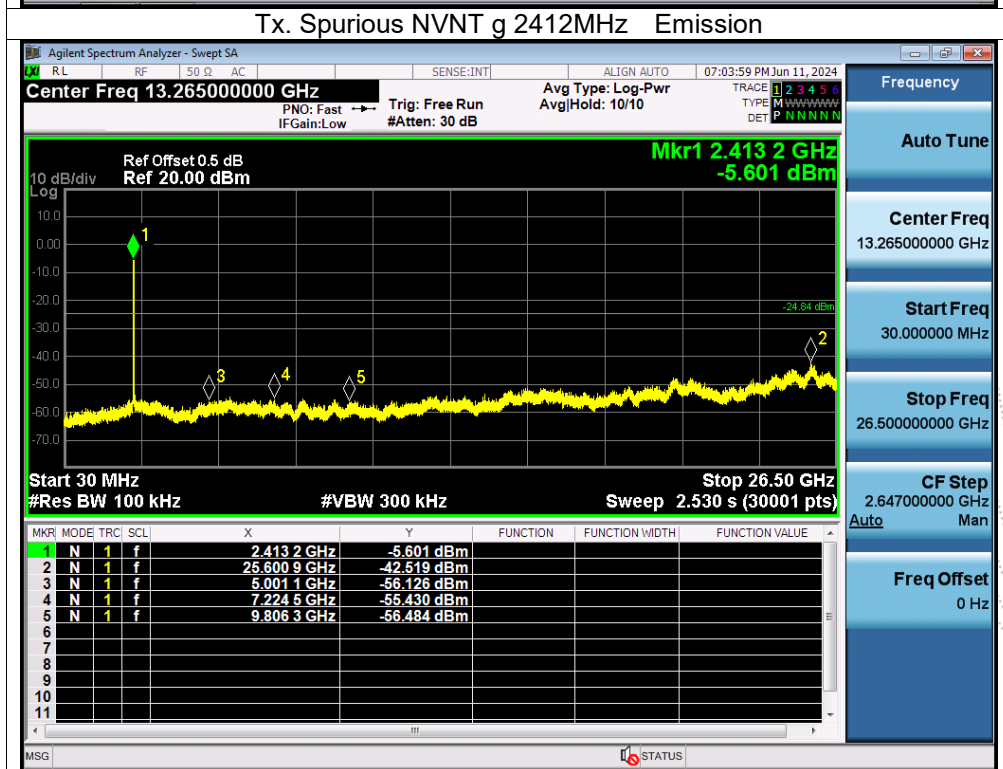 Tx. Spurious NVNT g 2412MHz Emission
Agilent Spectrum Analyzer - Swept SA
LXI RL RF 50 Ω AC SENSE:INT ALIGN AUTO 07:03:59 PM Jun 11, 2024
Center Freq 13.265000000 GHz
PNO: Fast
IFGain:Low
Trig: Free Run
#Atten: 30 dB
Avg Type: Log-Pwr
Avg|Hold: 10/10
TRACE 1 2 3 4 5 6
TYPE M WWWWW
DET P N N N N N
Mkr1 2.413 2 GHz
-5.601 dBm
Ref Offset 0.5 dB
10 dB/div Ref 20.00 dBm
Log
10.0
0.00
-10.0
-20.0
-30.0
-40.0
-50.0
-60.0
-70.0
1
-24.84 dBm
2
3
4
5
Start 30 MHz Stop 26.50 GHz
#Res BW 100 kHz #VBW 300 kHz Sweep 2.530 s (30001 pts)
MKR MODE TRC SCL X Y FUNCTION FUNCTION WIDTH FUNCTION VALUE
1 N 1 f 2.413 2 GHz -5.601 dBm
2 N 1 f 25.600 9 GHz -42.519 dBm
3 N 1 f 5.001 1 GHz -56.126 dBm
4 N 1 f 7.224 5 GHz -55.430 dBm
5 N 1 f 9.806 3 GHz -56.484 dBm
6
7
8
9
10
11
MSG STATUS
Frequency
Auto Tune
Center Freq
13.265000000 GHz
Start Freq
30.000000 MHz
Stop Freq
26.500000000 GHz
CF Step
2.647000000 GHz
Auto Man
Freq Offset
0 Hz